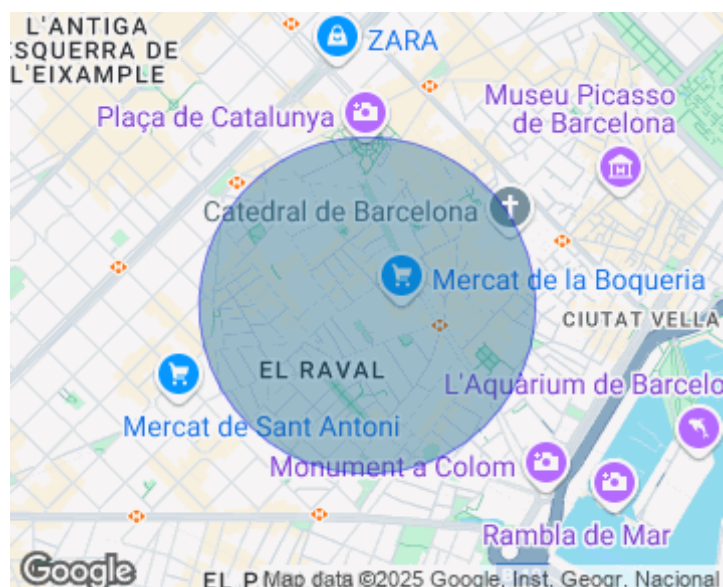 L'ANTIGA
ESQUERRA DE
L'EIXAMPLE
ZARA
Plaça de Catalunya
Museu Picasso
de Barcelona
Catedral de Barcelona
Mercat de la Boqueria
CIUTAT VELLA
EL RAVAL
L'Aquàrium de Barcelo
Mercat de Sant Antoni
Monument a Colom
Rambla de Mar
Google
EL P
Map data ©2025 Google, Inst. Geogr. Nacional